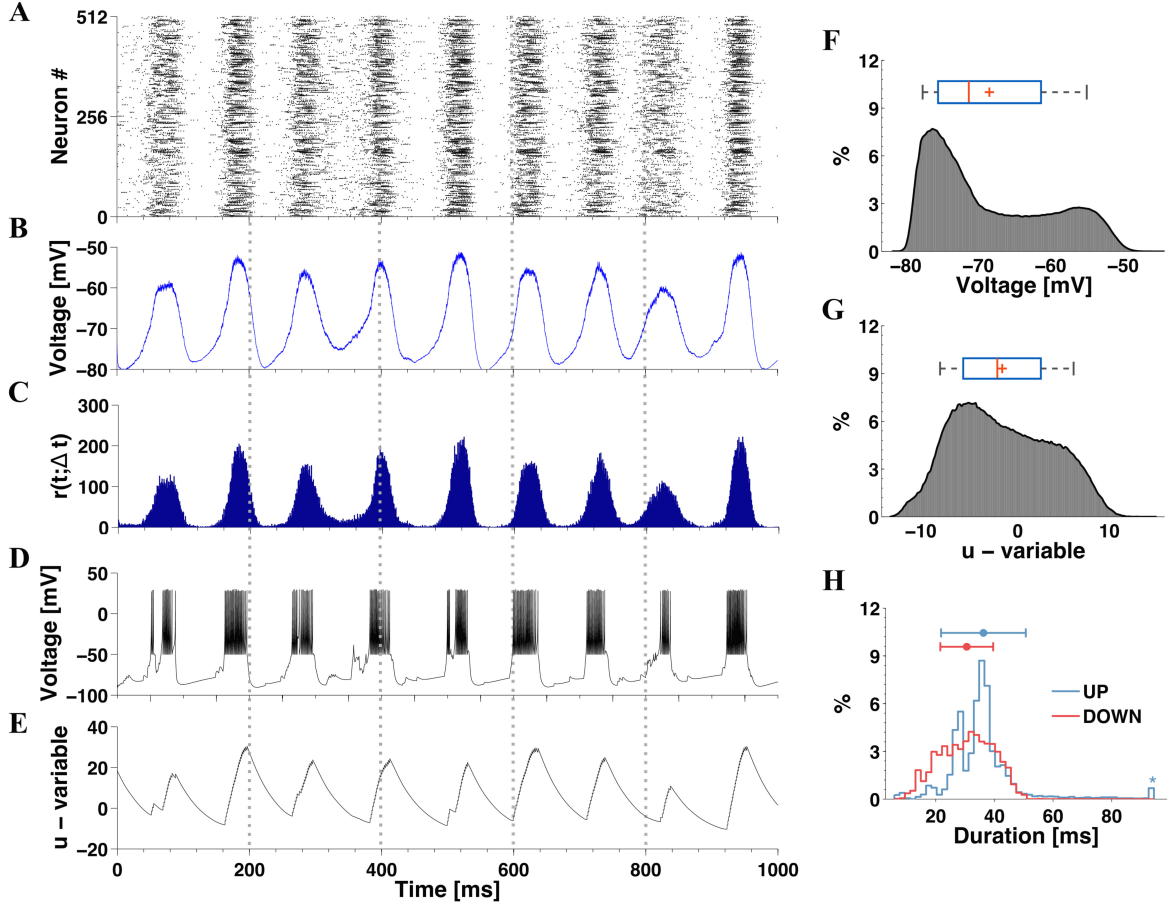 A
512
256
0
Neuron #
B
−50
−60
−70
−80
Voltage [mV]
C
300
200
100
0
r(t;Δ t)
D
50
0
−50
−100
Voltage [mV]
E
40
20
0
−20
u − variable
0 200 400 600 800 1000
Time [ms]
F
12
9
6
3
0
%
−80 −70 −60 −50
Voltage [mV]
G
12
9
6
3
0
%
−10 0 10
u − variable
H
12
9
6
3
0
%
UP
DOWN
*
20 40 60 80
Duration [ms]